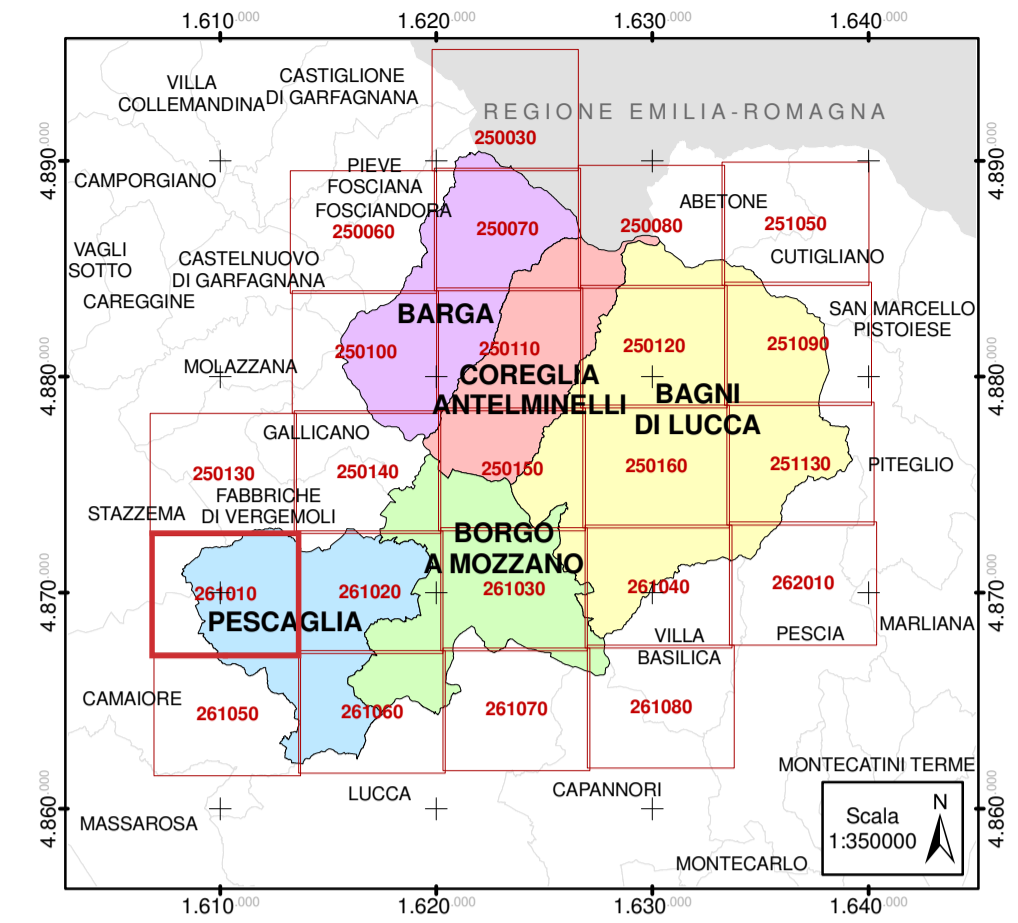 1.610.000 1.620.000 1.630.000 1.640.000
CASTIGLIONE
DI GARFAGNANA
VILLA
COLLEMANDINA
REGIONE EMILIA-ROMAGNA
250030
4.890.000
4.890.000
PIEVE
FOSCIANA
CAMPORGIANO
FOSCIANDORA
250060
250070
250080
ABETONE
251050
VAGLI
SOTTO
CASTELNUOVO
DI GARFAGNANA
CUTIGLIANO
CAREGGINE
BARGA
SAN MARCELLO
PISTOIESE
250100
250110
250120
251090
MOLAZZANA
4.880.000
4.880.000
COREGLIA
ANTELMINELLI
BAGNI
DI LUCCA
GALLICANO
250130
250140
250150
250160
251130
PITEGLIO
FABBRICHE
DI VERGEMOLI
STAZZEMA
BORGO
A MOZZANO
261010
261020
261030
261040
262010
4.870.000
4.870.000
PESCAGLIA
VILLA
BASILICA
PESCIA
MARLIANA
CAMAIORE
261050
261060
261070
261080
MONTECATINI TERME
LUCCA
CAPANNORI
4.860.000
4.860.000
MASSAROSA
MONTECARLO
Scala
1:350000
N
1.610.000 1.620.000 1.630.000 1.640.000